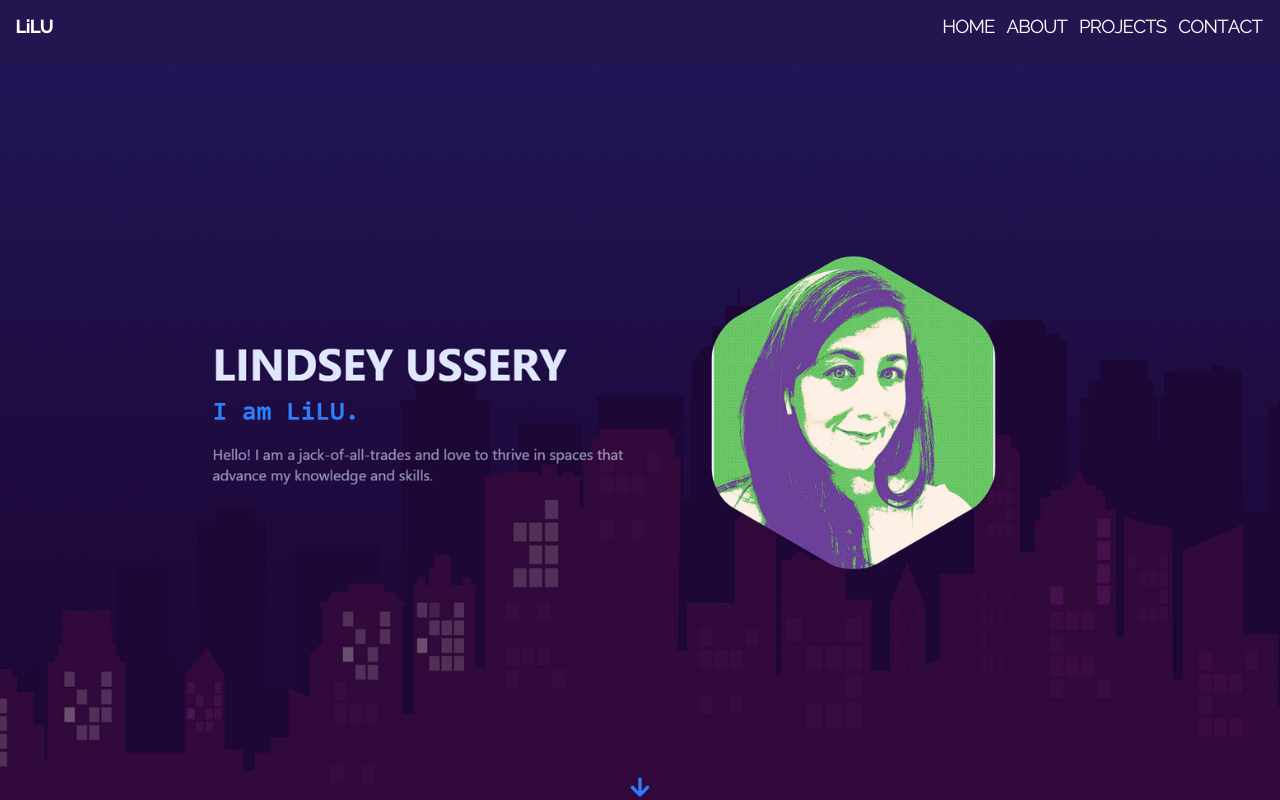 LiLU
HOME ABOUT PROJECTS CONTACT
LINDSEY USSERY
I am LiLU.
Hello! I am a jack-of-all-trades and love to thrive in spaces that
advance my knowledge and skills.